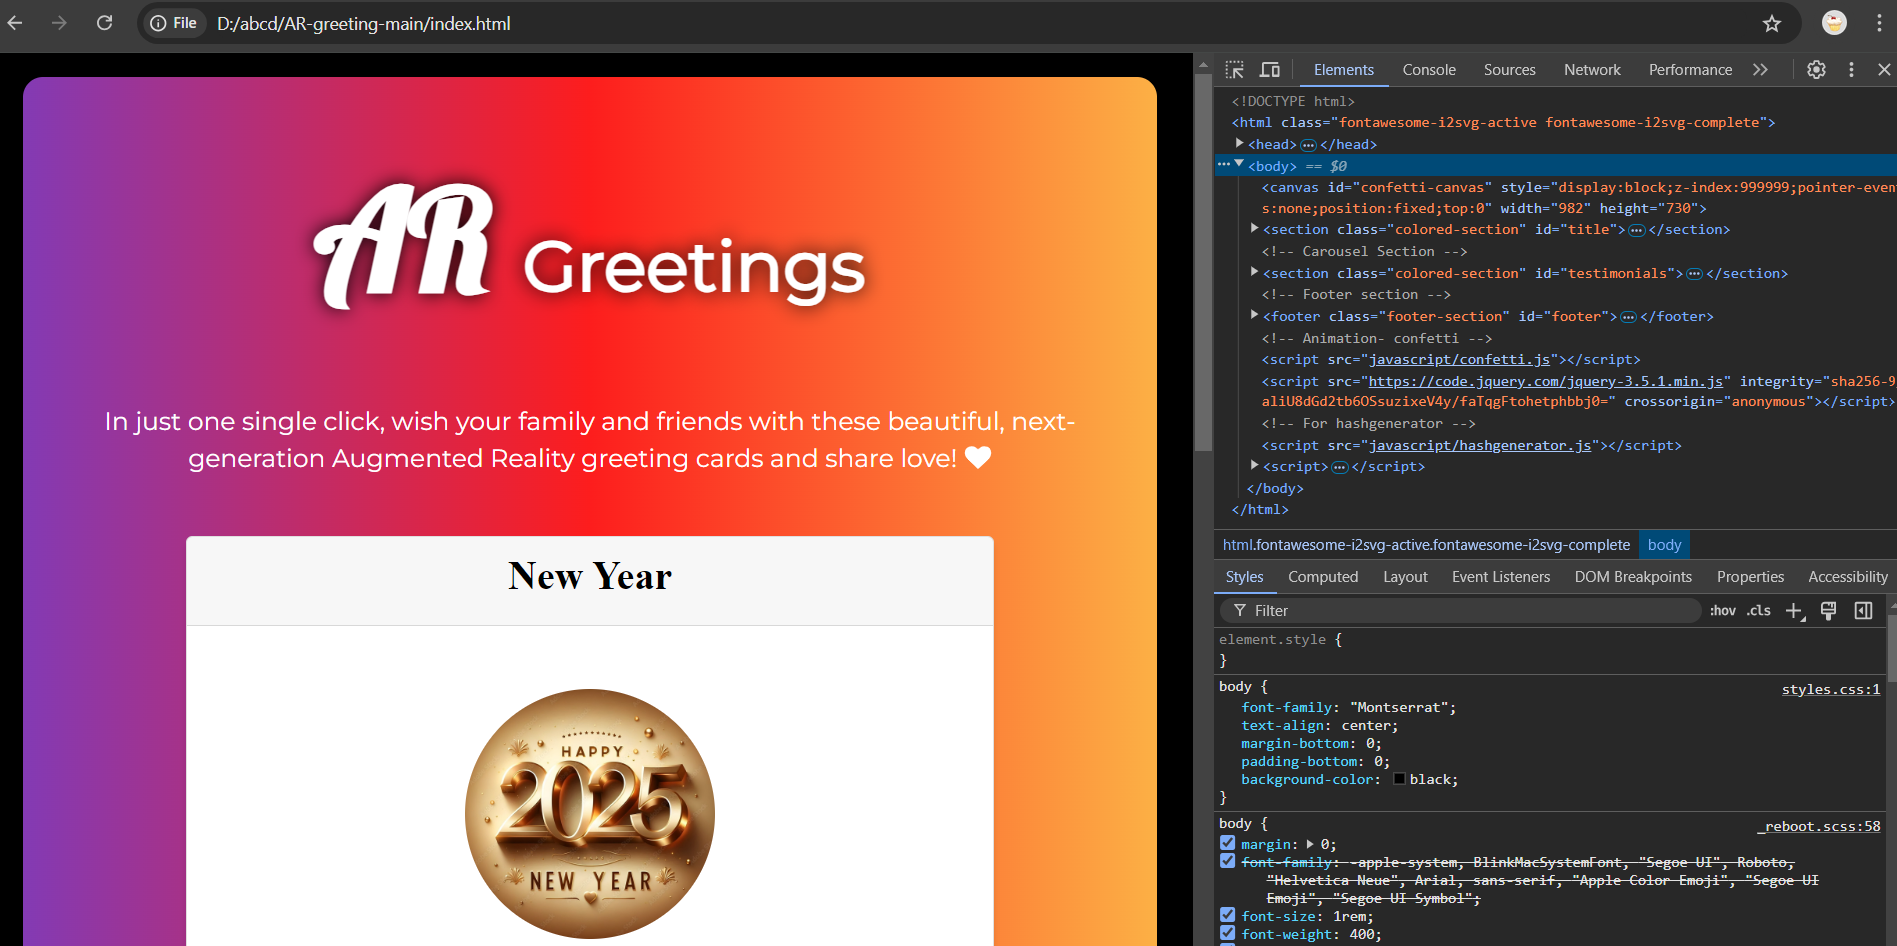 File D:/abcd/AR-greeting-main/index.html
AR Greetings
In just one single click, wish your family and friends with these beautiful, next-
generation Augmented Reality greeting cards and share love!
New Year
HAPPY
2025
NEW YEAR
Elements Console Sources Network Performance
<!DOCTYPE html>
<html class="fontawesome-i2svg-active fontawesome-i2svg-complete">
<head> ••• </head>
••• <body> == $0
<canvas id="confetti-canvas" style="display:block;z-index:999999;pointer-even
s:none;position:fixed;top:0" width="982" height="730">
<section class="colored-section" id="title"> ••• </section>
<!-- Carousel Section -->
<section class="colored-section" id="testimonials"> ••• </section>
<!-- Footer section -->
<footer class="footer-section" id="footer"> ••• </footer>
<!-- Animation- confetti -->
<script src="javascript/confetti.js"></script>
<script src="https://code.jquery.com/jquery-3.5.1.min.js" integrity="sha256-9
aliU8dGd2tb6OSsuzixeV4y/faTqgFtohetphbbj0=" crossorigin="anonymous"></script>
<!-- For hashgenerator -->
<script src="javascript/hashgenerator.js"></script>
<script> ••• </script>
</body>
</html>
html.fontawesome-i2svg-active.fontawesome-i2svg-complete body
Styles Computed Layout Event Listeners DOM Breakpoints Properties Accessibility
Filter :hov .cls
element.style {
}
body { styles.css:1
font-family: "Montserrat";
text-align: center;
margin-bottom: 0;
padding-bottom: 0;
background-color: black;
}
body { _reboot.scss:58
margin: 0;
font-family: -apple-system, BlinkMacSystemFont, "Segoe UI", Roboto,
"Helvetica Neue", Arial, sans-serif, "Apple Color Emoji", "Segoe UI
Emoji", "Segoe UI Symbol";
font-size: 1rem;
font-weight: 400;